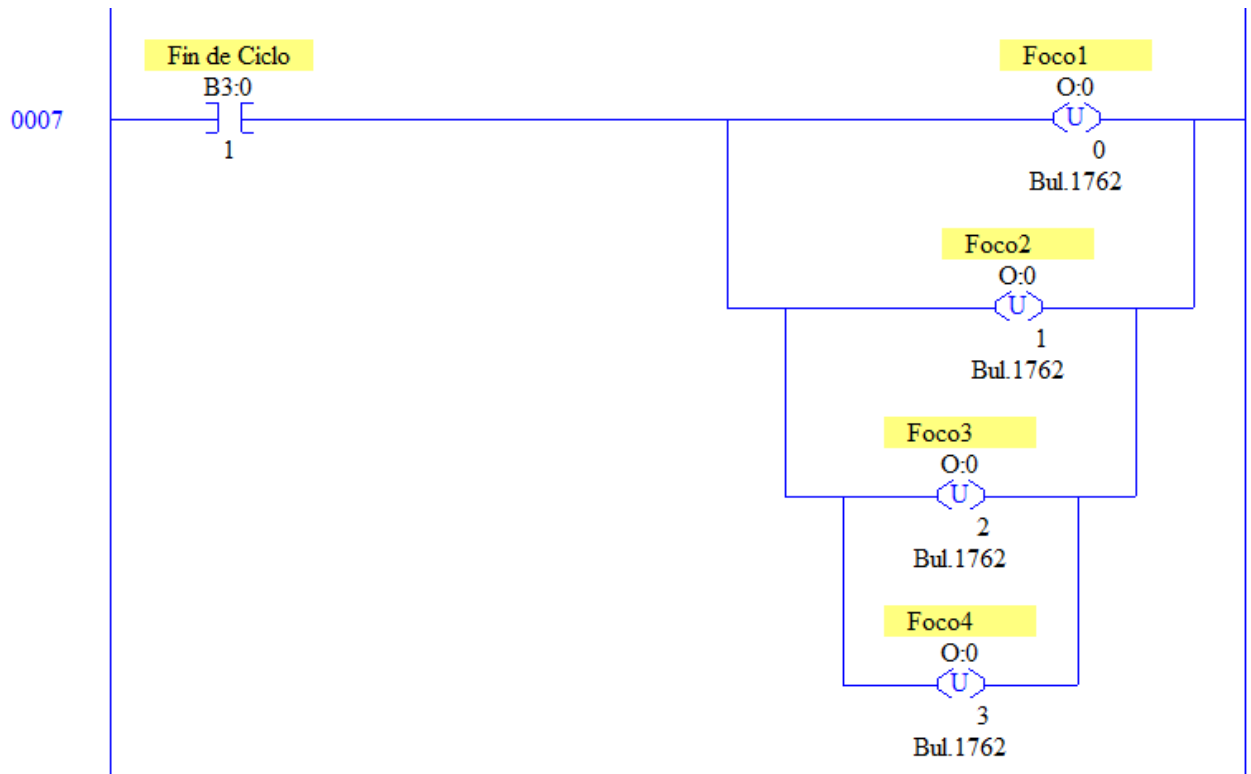 Fin de Ciclo
B3:0
0007
1
Foco1
O:0
U
0
Bul.1762
Foco2
O:0
U
1
Bul.1762
Foco3
O:0
U
2
Bul.1762
Foco4
O:0
U
3
Bul.1762